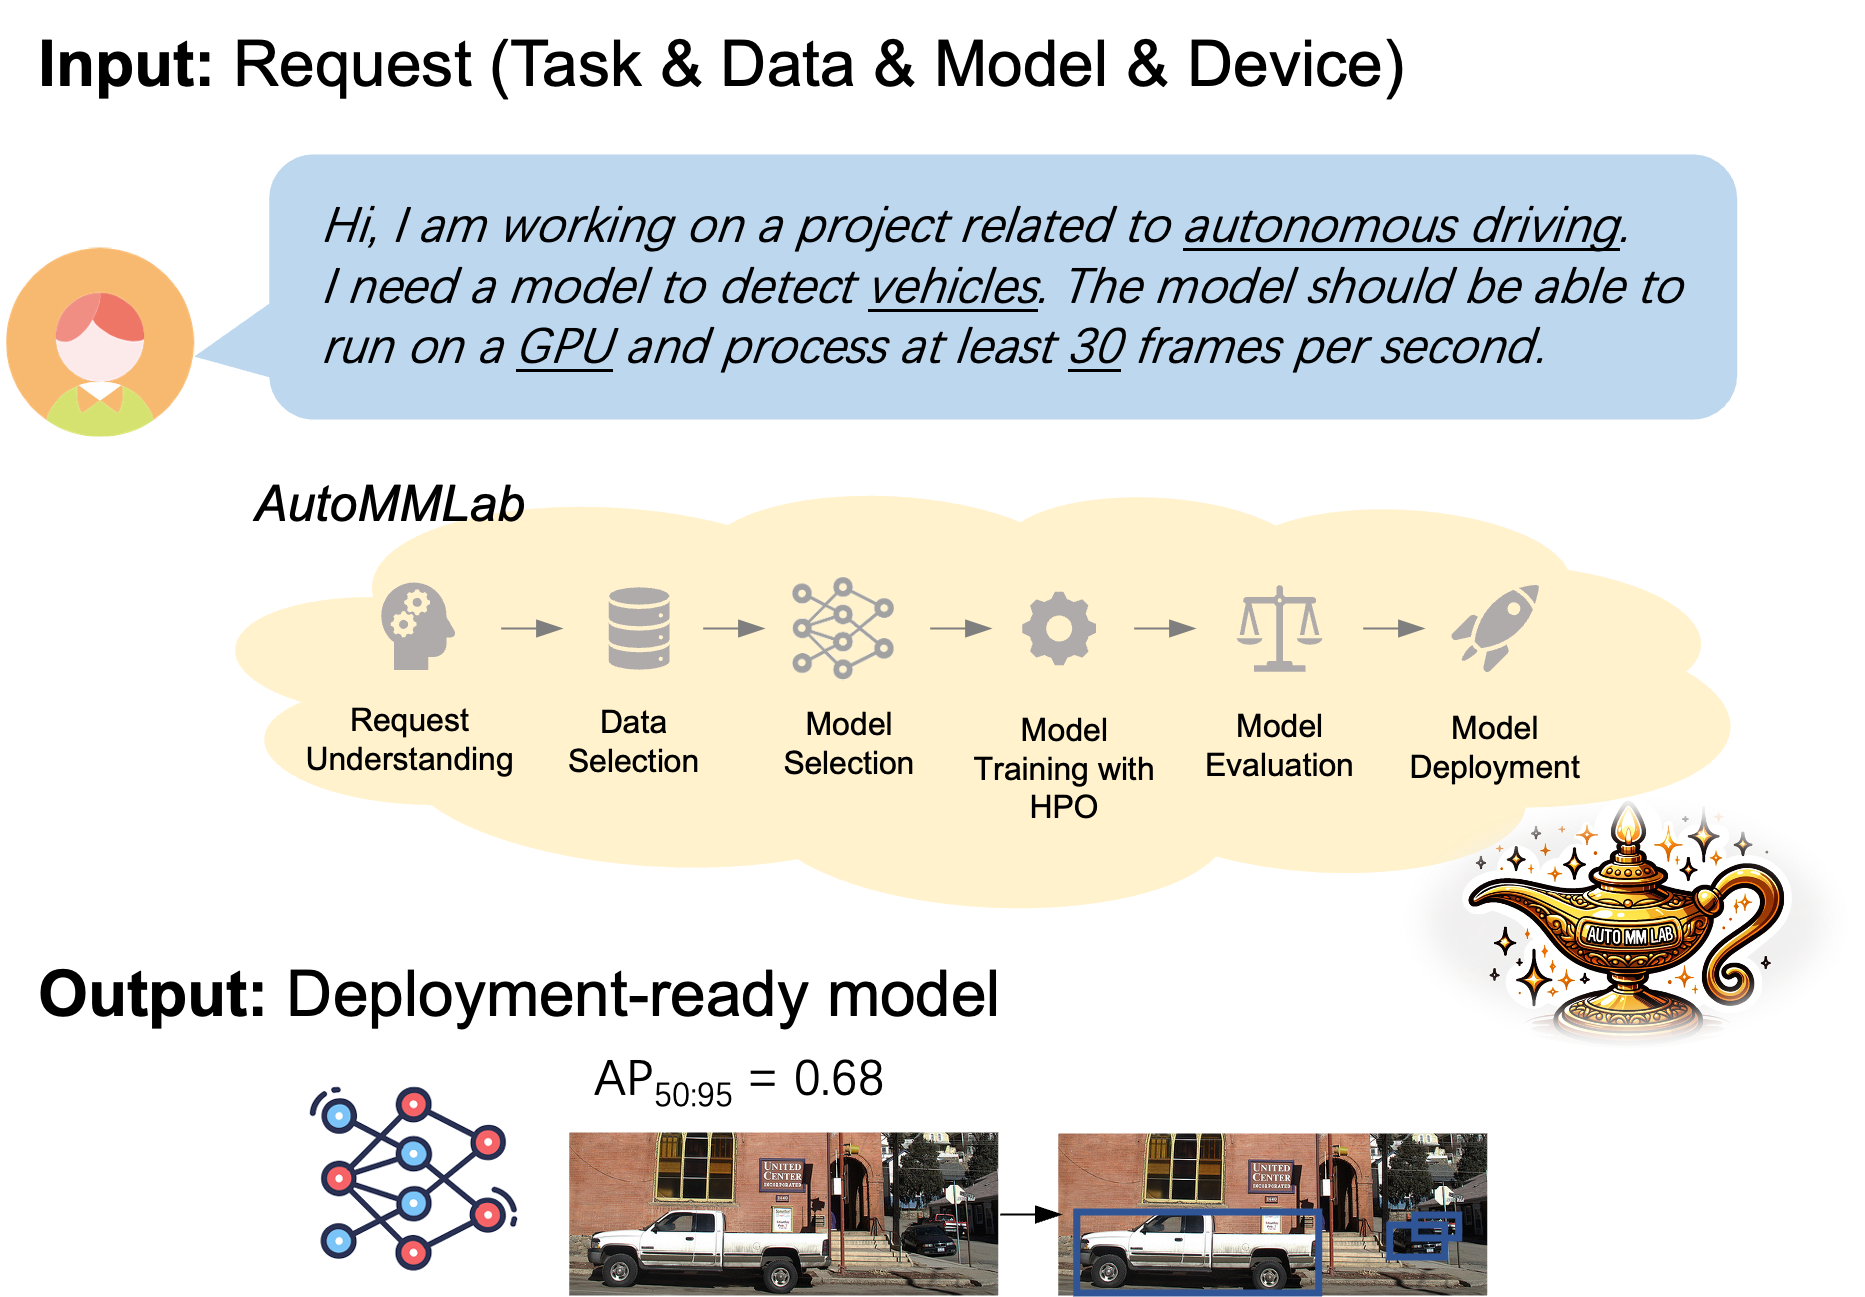 Input: Request (Task & Data & Model & Device)
Hi, I am working on a project related to autonomous driving.
I need a model to detect vehicles. The model should be able to
run on a GPU and process at least 30 frames per second.
AutoMMLab
Request
Understanding
Data
Selection
Model
Selection
Model
Training with
HPO
Model
Evaluation
Model
Deployment
AUTO MM LAB
Output: Deployment-ready model
AP50:95 = 0.68
UNITED
CENTER
INCORPORATED
UNITED
CENTER
INCORPORATED